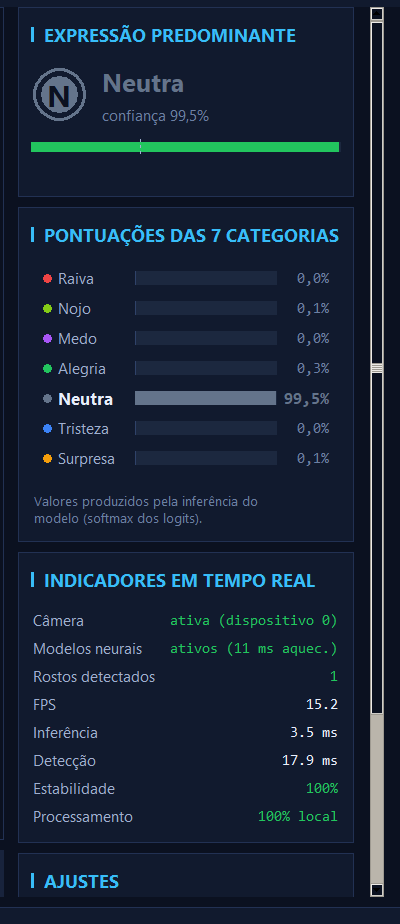 EXPRESSÃO PREDOMINANTE
N
Neutra
confiança 99,5%
PONTUAÇÕES DAS 7 CATEGORIAS
Raiva 0,0%
Nojo 0,1%
Medo 0,0%
Alegria 0,3%
Neutra 99,5%
Tristeza 0,0%
Surpresa 0,1%
Valores produzidos pela inferência do
modelo (softmax dos logits).
INDICADORES EM TEMPO REAL
Câmera ativa (dispositivo 0)
Modelos neurais ativos (11 ms aquec.)
Rostos detectados 1
FPS 15.2
Inferência 3.5 ms
Detecção 17.9 ms
Estabilidade 100%
Processamento 100% local
AJUSTES